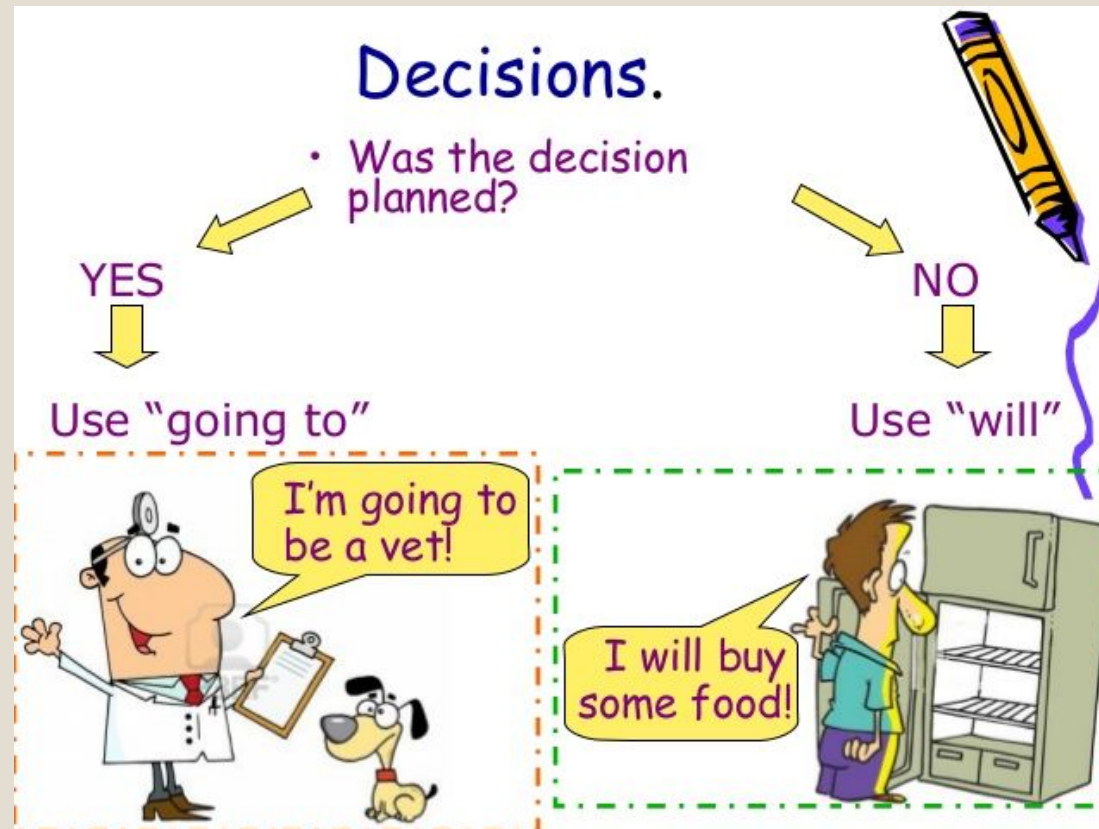 Decisions.
• Was the decision
planned?
YES
NO
Use “going to”
Use “will”
I’m going to
be a vet!
I will buy
some food!